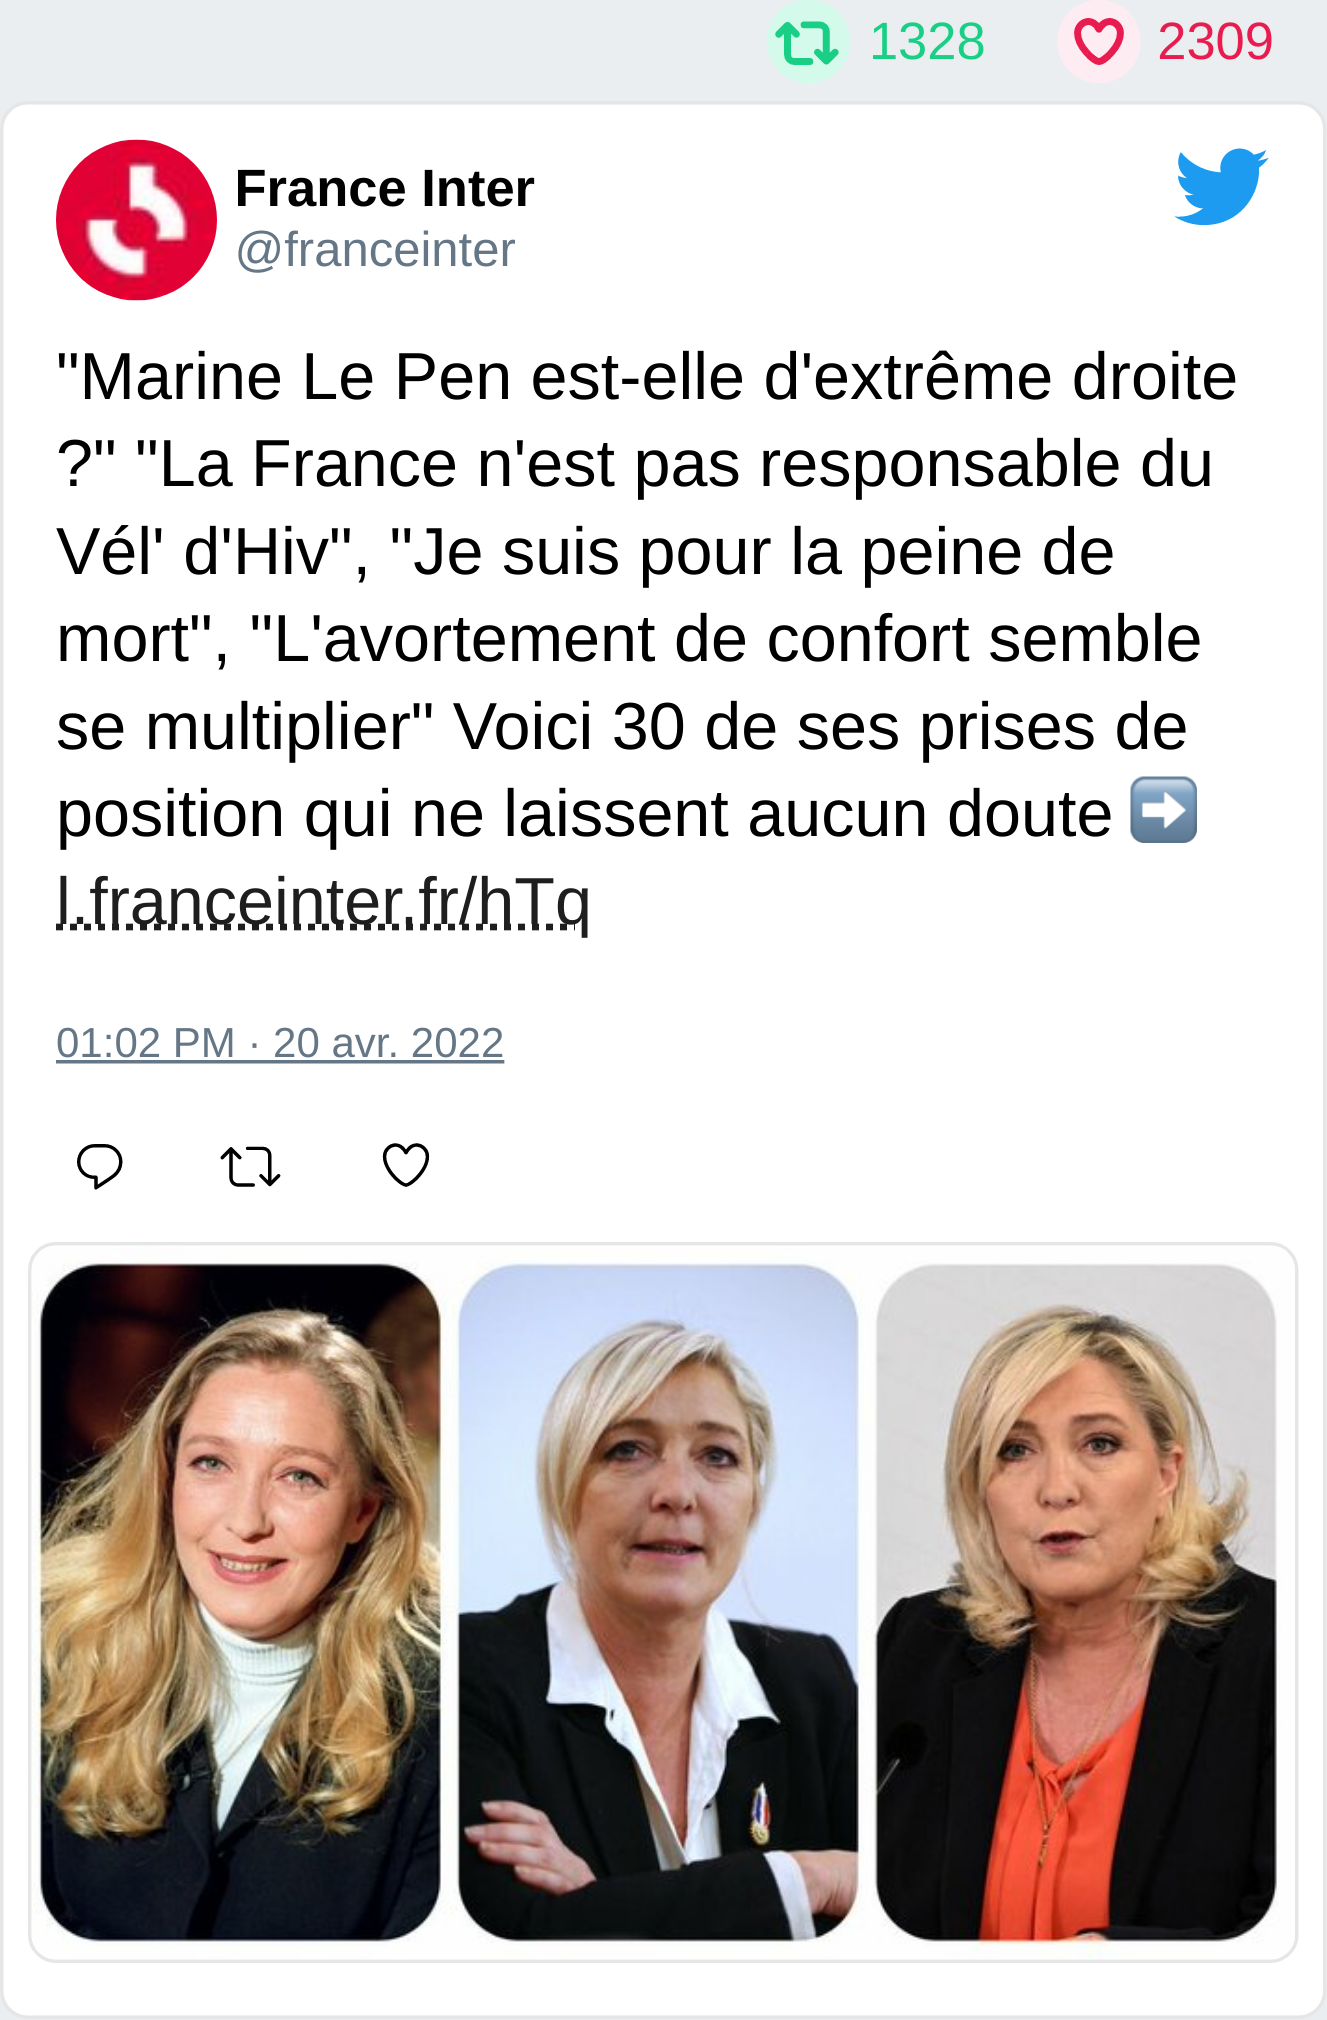 1328 2309
France Inter
@franceinter
"Marine Le Pen est-elle d'extrême droite
?" "La France n'est pas responsable du
Vél' d'Hiv", "Je suis pour la peine de
mort", "L'avortement de confort semble
se multiplier" Voici 30 de ses prises de
position qui ne laissent aucun doute ➡️
l.franceinter.fr/hTq
01:02 PM · 20 avr. 2022